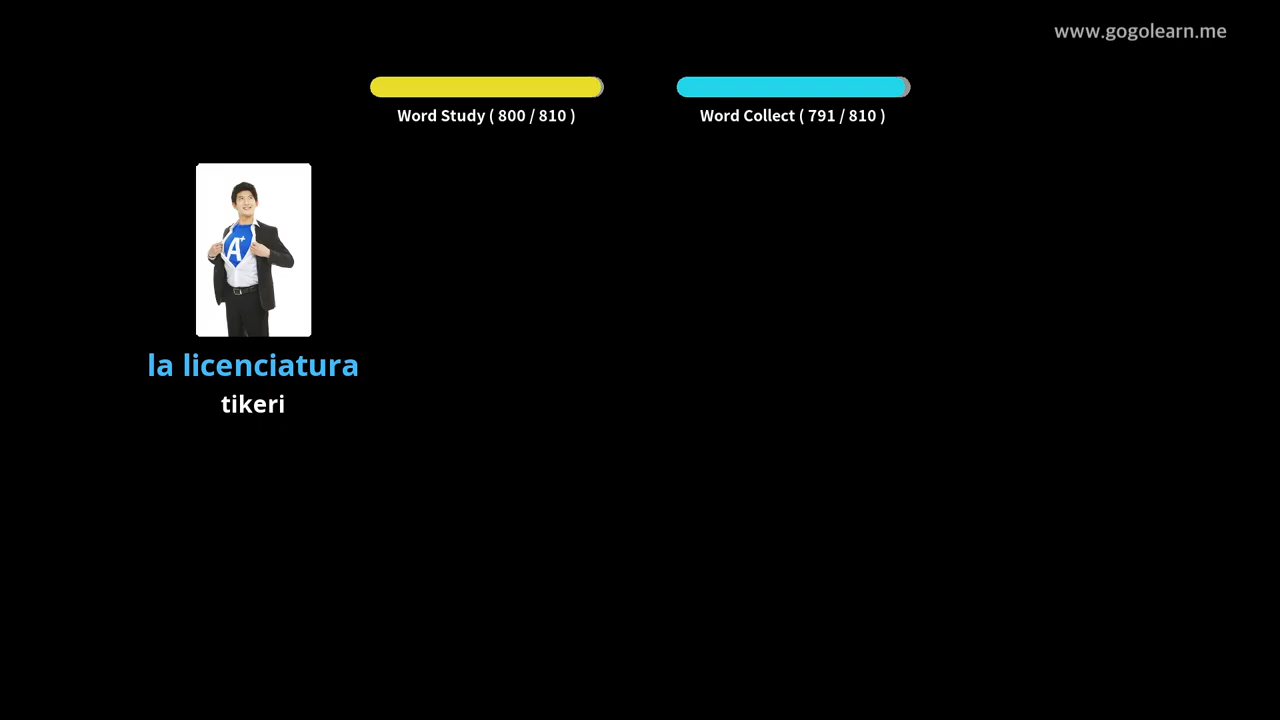 www.gogolearn.me
Word Study ( 800 / 810 )
Word Collect ( 791 / 810 )
A+
la licenciatura
tikeri